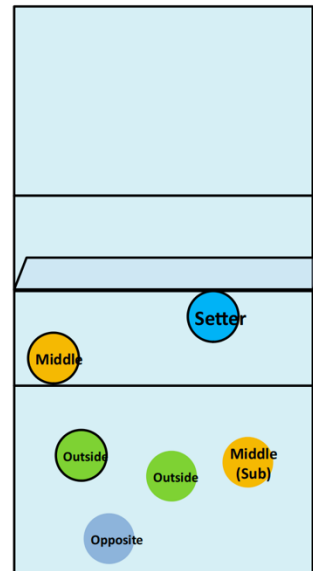 Setter
Middle
Outside
Outside
Middle
(Sub)
Opposite